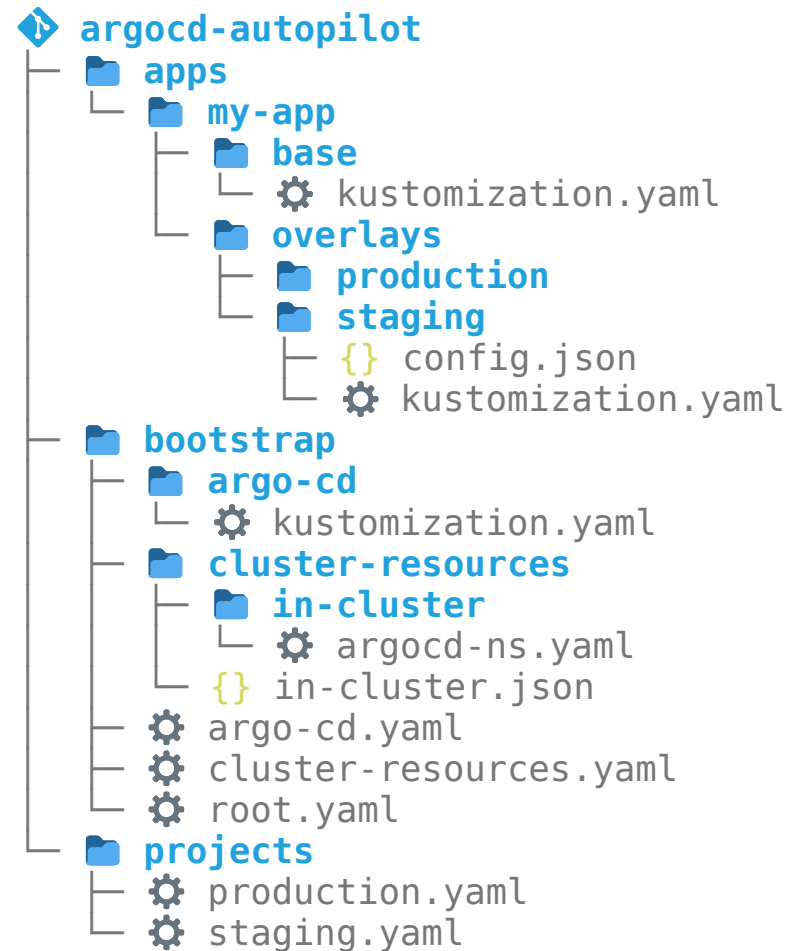 argocd-autopilot
apps
my-app
base
kustomization.yaml
overlays
production
staging
{} config.json
kustomization.yaml
bootstrap
argo-cd
kustomization.yaml
cluster-resources
in-cluster
argocd-ns.yaml
{} in-cluster.json
argo-cd.yaml
cluster-resources.yaml
root.yaml
projects
production.yaml
staging.yaml